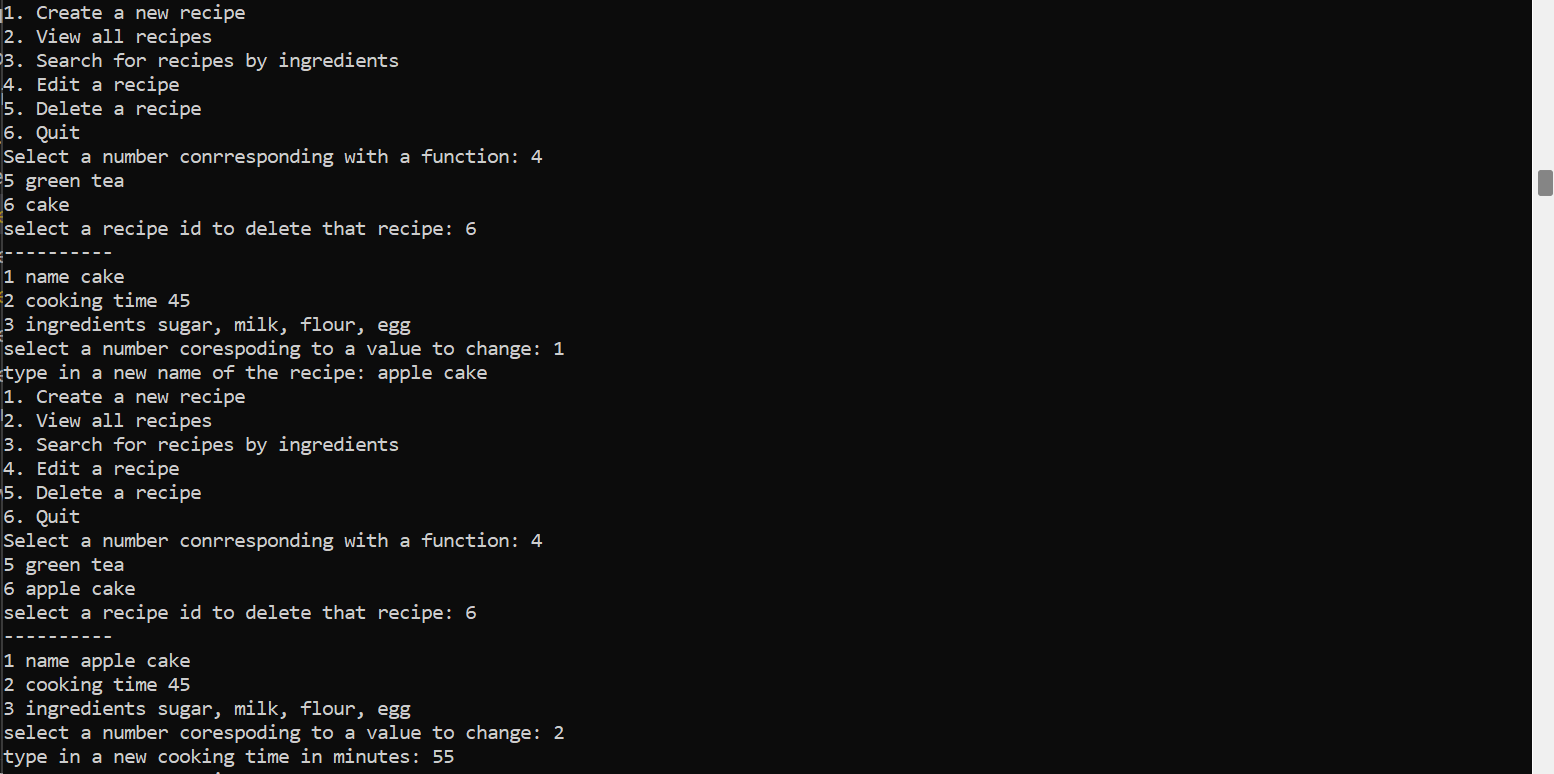 1. Create a new recipe
2. View all recipes
3. Search for recipes by ingredients
4. Edit a recipe
5. Delete a recipe
6. Quit
Select a number conrresponding with a function: 4
5 green tea
6 cake
select a recipe id to delete that recipe: 6
----------
1 name cake
2 cooking time 45
3 ingredients sugar, milk, flour, egg
select a number corespoding to a value to change: 1
type in a new name of the recipe: apple cake
1. Create a new recipe
2. View all recipes
3. Search for recipes by ingredients
4. Edit a recipe
5. Delete a recipe
6. Quit
Select a number conrresponding with a function: 4
5 green tea
6 apple cake
select a recipe id to delete that recipe: 6
----------
1 name apple cake
2 cooking time 45
3 ingredients sugar, milk, flour, egg
select a number corespoding to a value to change: 2
type in a new cooking time in minutes: 55